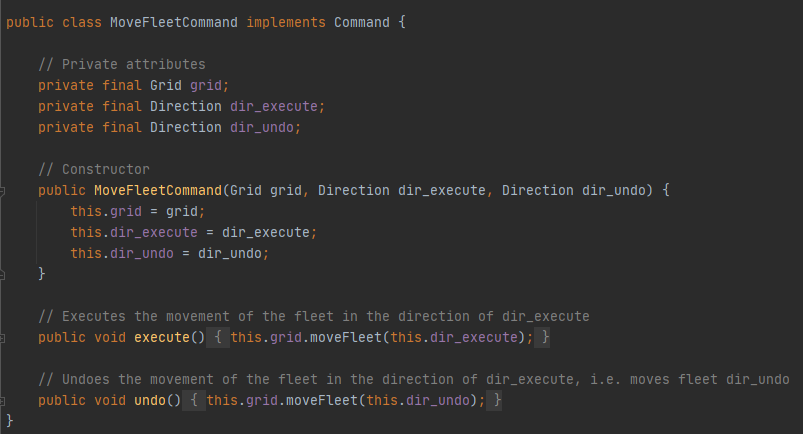 public class MoveFleetCommand implements Command {
// Private attributes
private final Grid grid;
private final Direction dir_execute;
private final Direction dir_undo;
// Constructor
public MoveFleetCommand(Grid grid, Direction dir_execute, Direction dir_undo) {
this.grid = grid;
this.dir_execute = dir_execute;
this.dir_undo = dir_undo;
}
// Executes the movement of the fleet in the direction of dir_execute
public void execute() { this.grid.moveFleet(this.dir_execute); }
// Undoes the movement of the fleet in the direction of dir_execute, i.e. moves fleet dir_undo
public void undo() { this.grid.moveFleet(this.dir_undo); }
}